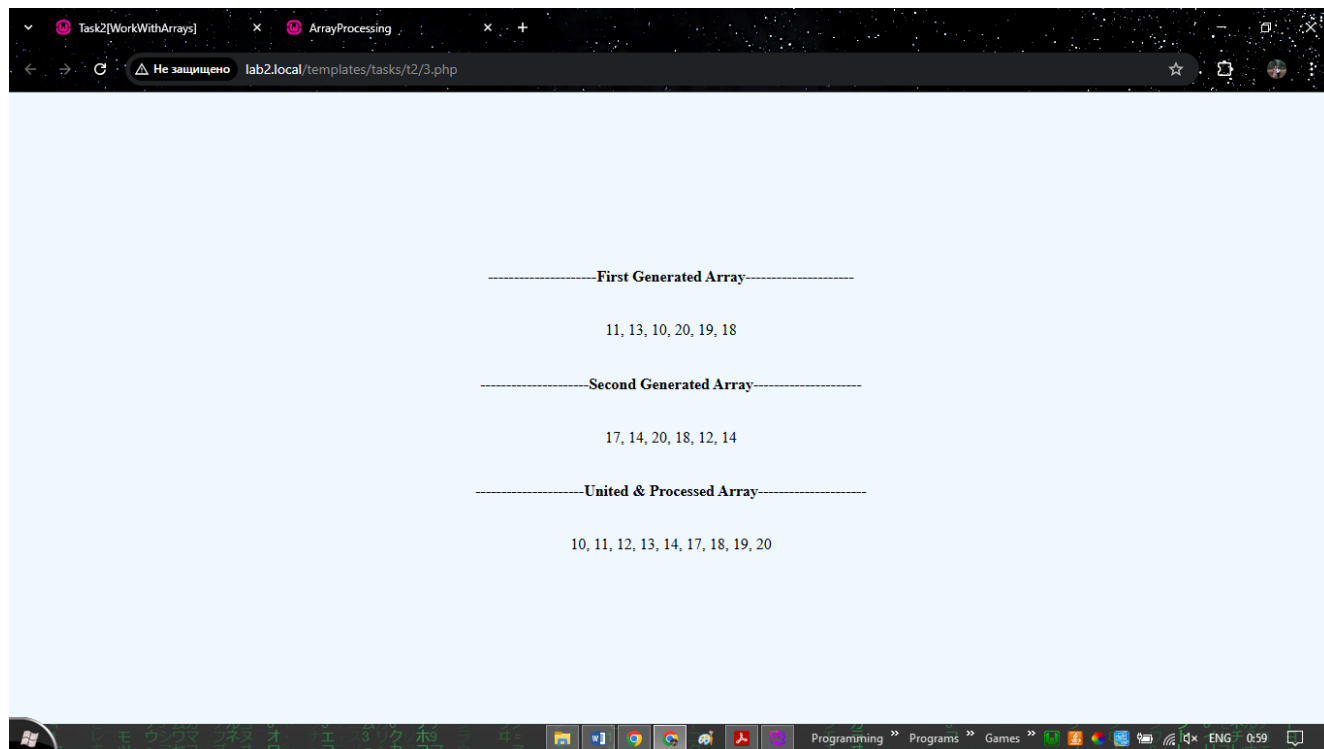 Task2[WorkWithArrays]
ArrayProcessing
Не защищено lab2.local/templates/tasks/t2/3.php
---------------------First Generated Array---------------------
11, 13, 10, 20, 19, 18
---------------------Second Generated Array---------------------
17, 14, 20, 18, 12, 14
---------------------United & Processed Array---------------------
10, 11, 12, 13, 14, 17, 18, 19, 20
Programming » Programs » Games » ENG 0:59